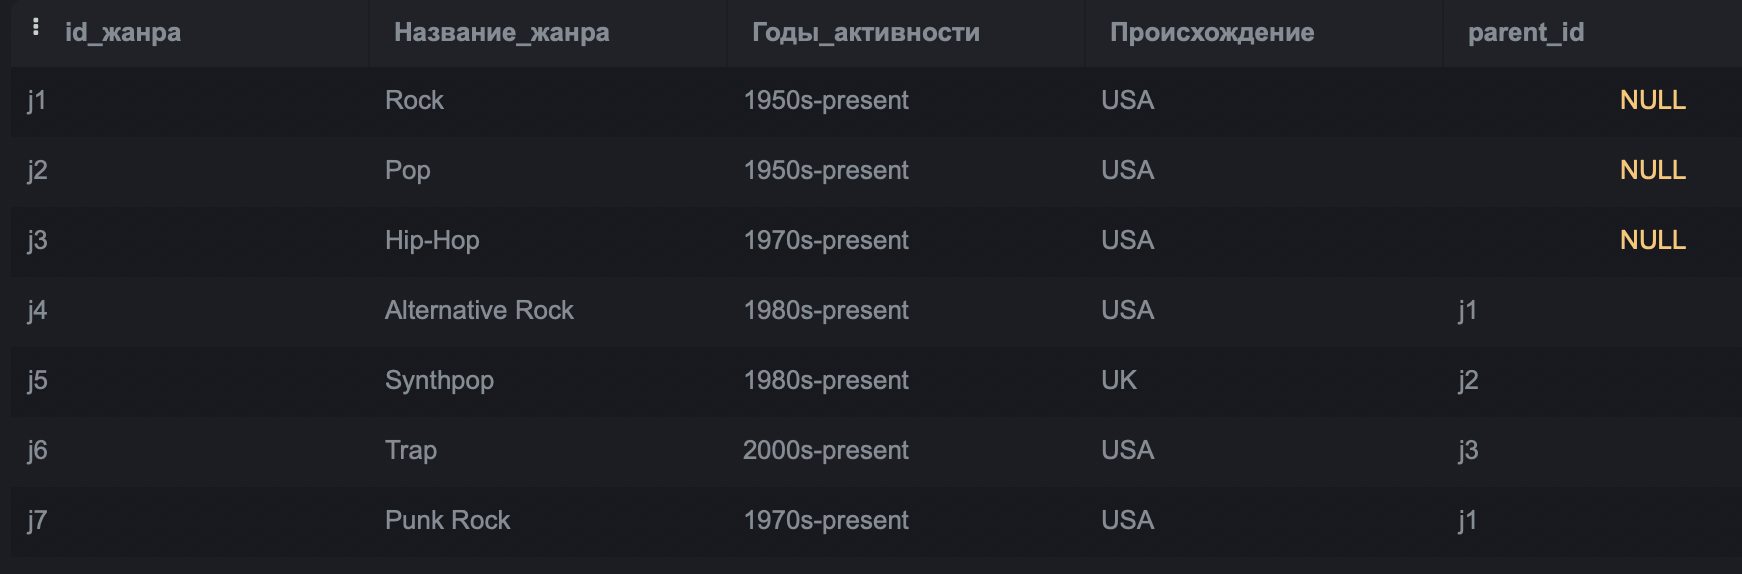 id_жанра Название_жанра Годы_активности Происхождение parent_id
j1 Rock 1950s-present USA NULL
j2 Pop 1950s-present USA NULL
j3 Hip-Hop 1970s-present USA NULL
j4 Alternative Rock 1980s-present USA j1
j5 Synthpop 1980s-present UK j2
j6 Trap 2000s-present USA j3
j7 Punk Rock 1970s-present USA j1